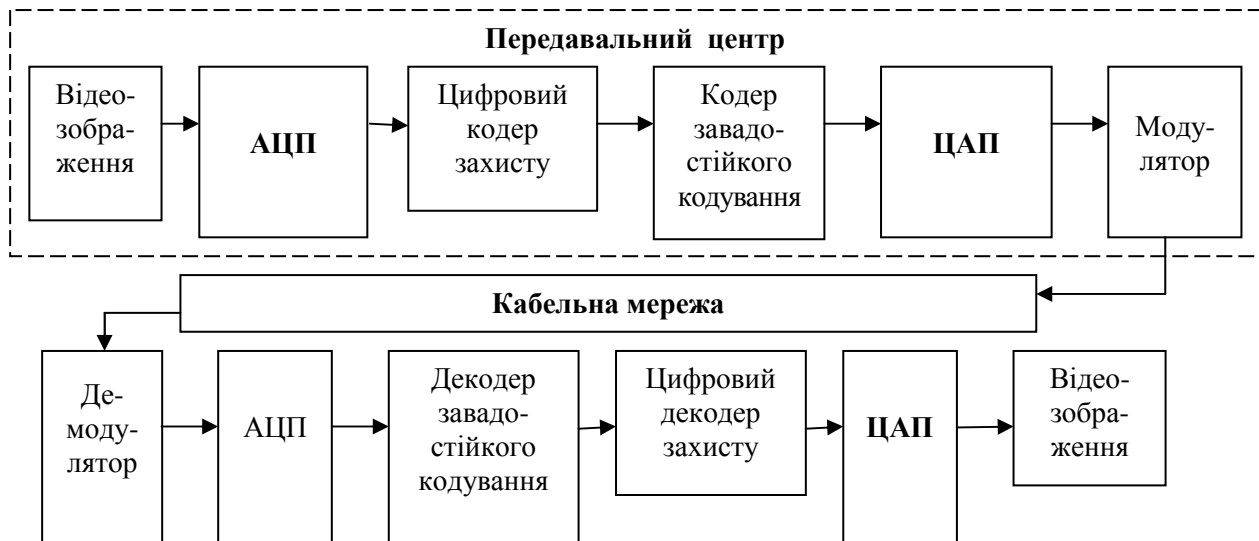 Передавальний центр
Відео-
зобра-
ження
АЦП
Цифровий
кодер
захисту
Кодер
завадо-
стійкого
кодування
ЦАП
Моду-
лятор
Кабельна мережа
Де-
моду-
лятор
АЦП
Декодер
завадо-
стійкого
кодування
Цифровий
декодер
захисту
ЦАП
Відео-
зобра-
ження